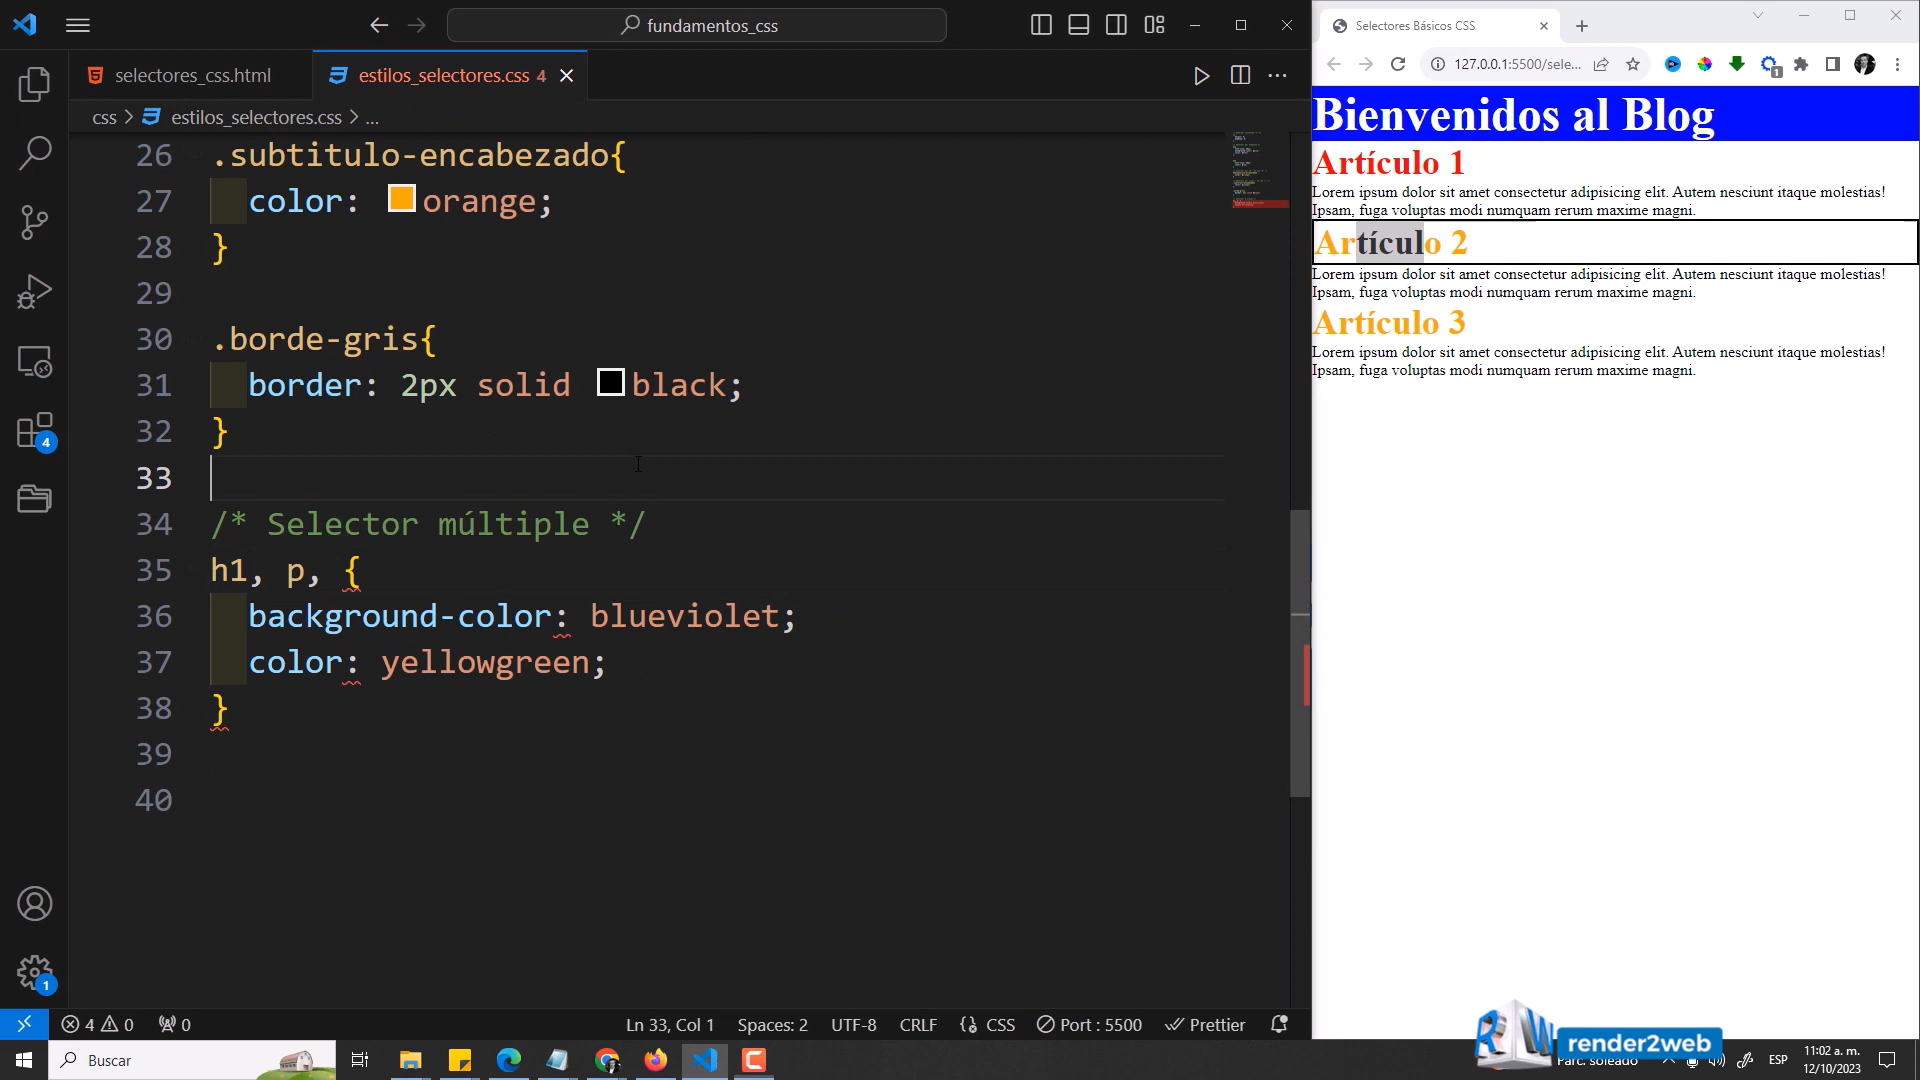 fundamentos_css
selectores_css.html
estilos_selectores.css 4
css > estilos_selectores.css > ...
26 .subtitulo-encabezado{
27 color: orange;
28 }
29
30 .borde-gris{
31 border: 2px solid black;
32 }
33
34 /* Selector múltiple */
35 h1, p, {
36 background-color: blueviolet;
37 color: yellowgreen;
38 }
39
40
4
1
4 0 0
Ln 33, Col 1 Spaces: 2 UTF-8 CRLF CSS Port : 5500 Prettier
Selectores Básicos CSS
127.0.0.1:5500/sele...
1
Bienvenidos al Blog
Artículo 1
Lorem ipsum dolor sit amet consectetur adipisicing elit. Autem nesciunt itaque molestias!
Ipsam, fuga voluptas modi numquam rerum maxime magni.
Artículo 2
Lorem ipsum dolor sit amet consectetur adipisicing elit. Autem nesciunt itaque molestias!
Ipsam, fuga voluptas modi numquam rerum maxime magni.
Artículo 3
Lorem ipsum dolor sit amet consectetur adipisicing elit. Autem nesciunt itaque molestias!
Ipsam, fuga voluptas modi numquam rerum maxime magni.
RW render2web
Buscar
Parc. soleado
ESP
11:02 a. m.
12/10/2023